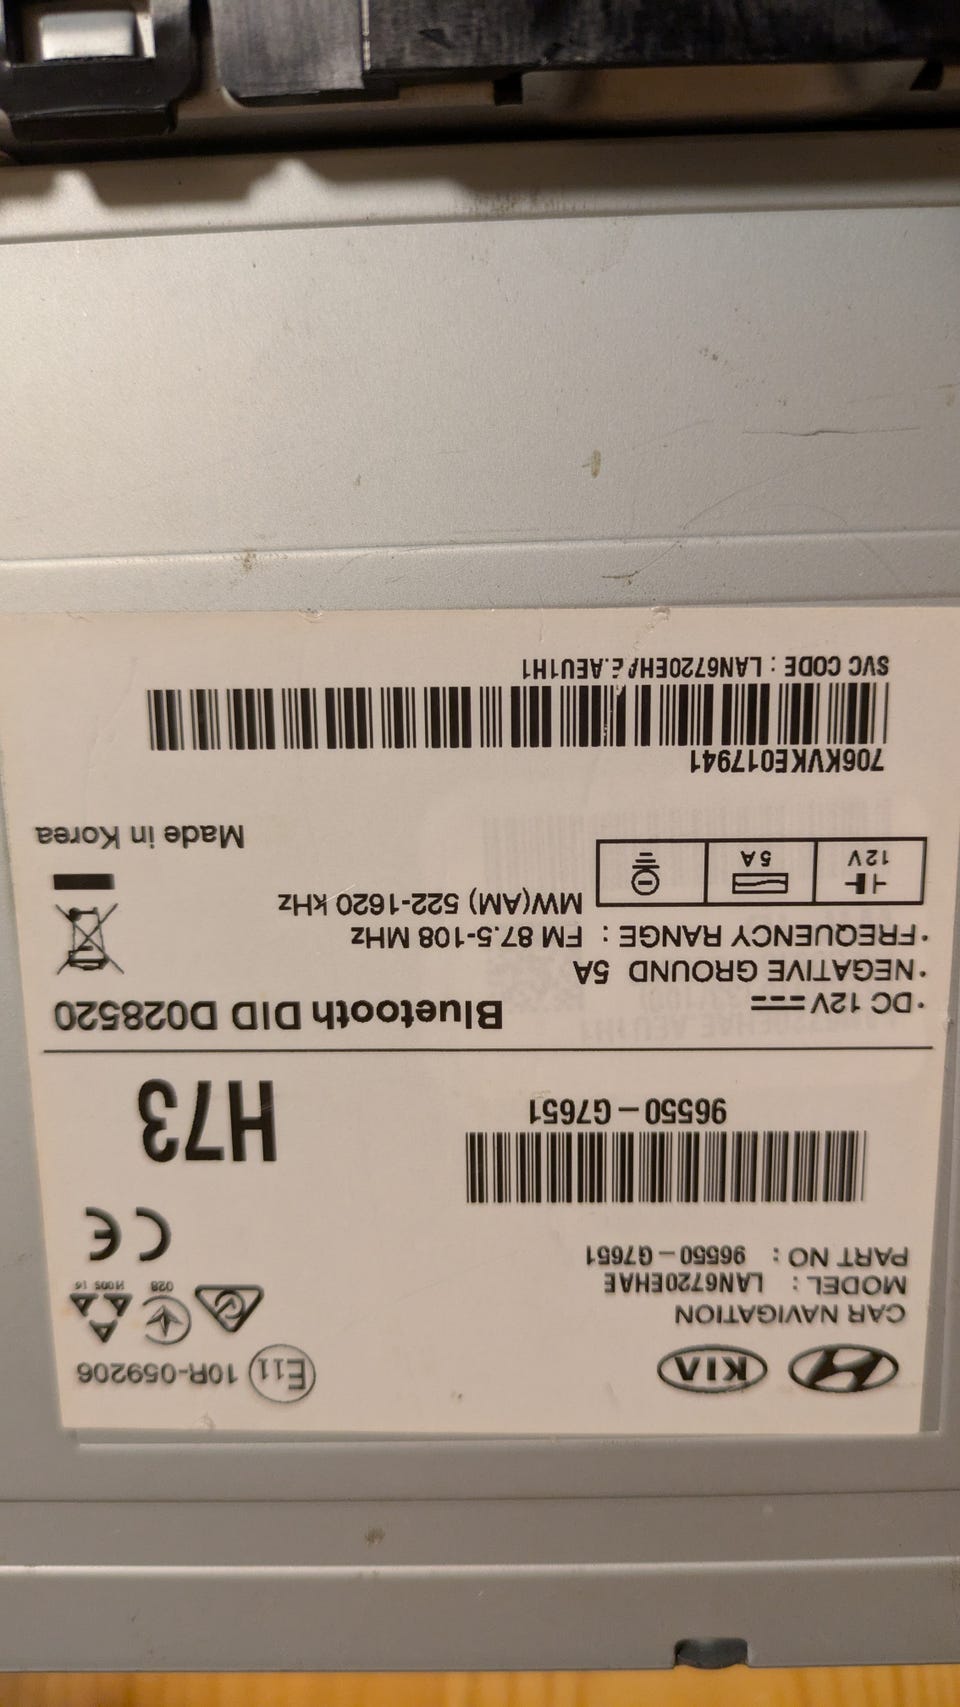 KIA
E11 10R-059206
CAR NAVIGATION
MODEL : LAN6720EHAE
PART NO : 96550-G7651
028
CE
96550-G7651
H73
•DC 12V
Bluetooth DID D028520
•NEGATIVE GROUND 5A
•FREQUENCY RANGE : FM 87.5-108 MHz
MW(AM) 522-1620 kHz
12V 5A
Made in Korea
706KVKE017941
SVC CODE : LAN6720EHAE.AEU1H1